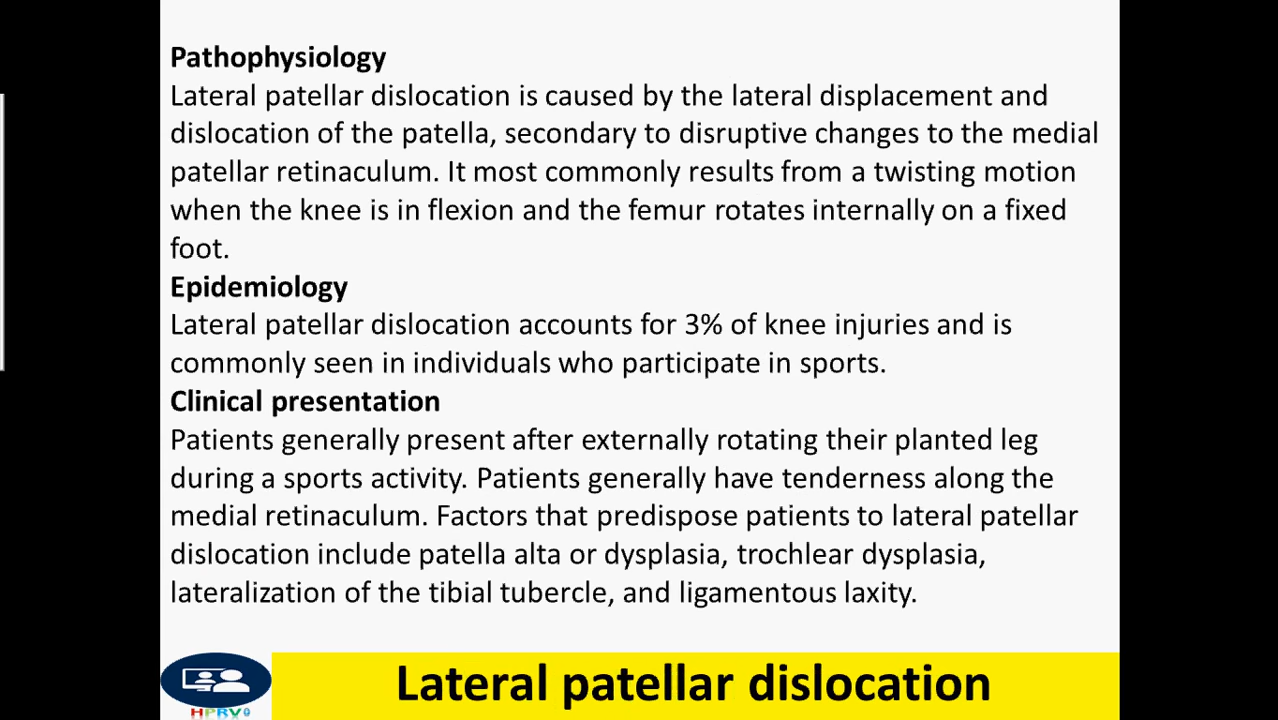 Pathophysiology
Lateral patellar dislocation is caused by the lateral displacement and
dislocation of the patella, secondary to disruptive changes to the medial
patellar retinaculum. It most commonly results from a twisting motion
when the knee is in flexion and the femur rotates internally on a fixed
foot.
Epidemiology
Lateral patellar dislocation accounts for 3% of knee injuries and is
commonly seen in individuals who participate in sports.
Clinical presentation
Patients generally present after externally rotating their planted leg
during a sports activity. Patients generally have tenderness along the
medial retinaculum. Factors that predispose patients to lateral patellar
dislocation include patella alta or dysplasia, trochlear dysplasia,
lateralization of the tibial tubercle, and ligamentous laxity.
Lateral patellar dislocation